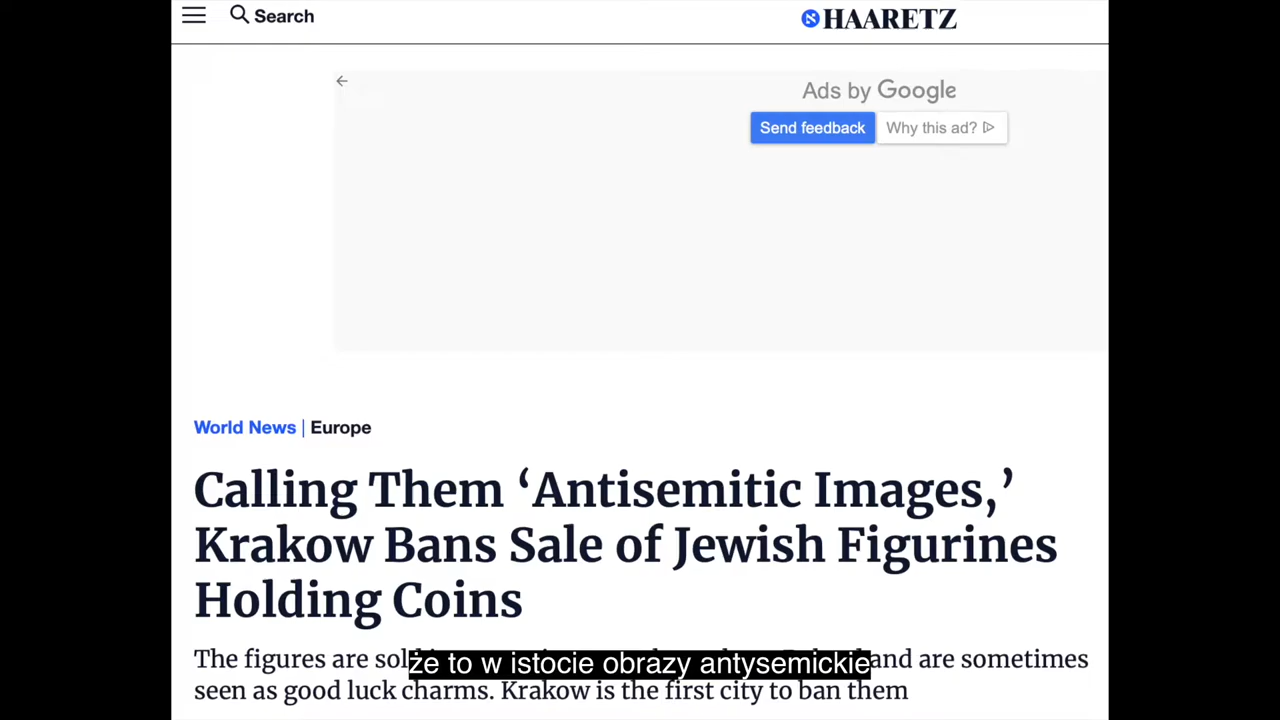 Search
HAARETZ
Ads by Google
Send feedback
Why this ad?
World News | Europe
Calling Them ‘Antisemitic Images,’
Krakow Bans Sale of Jewish Figurines
Holding Coins
The figures are sol and are sometimes
że to w istocie obrazy antysemickie
seen as good luck charms. Krakow is the first city to ban them